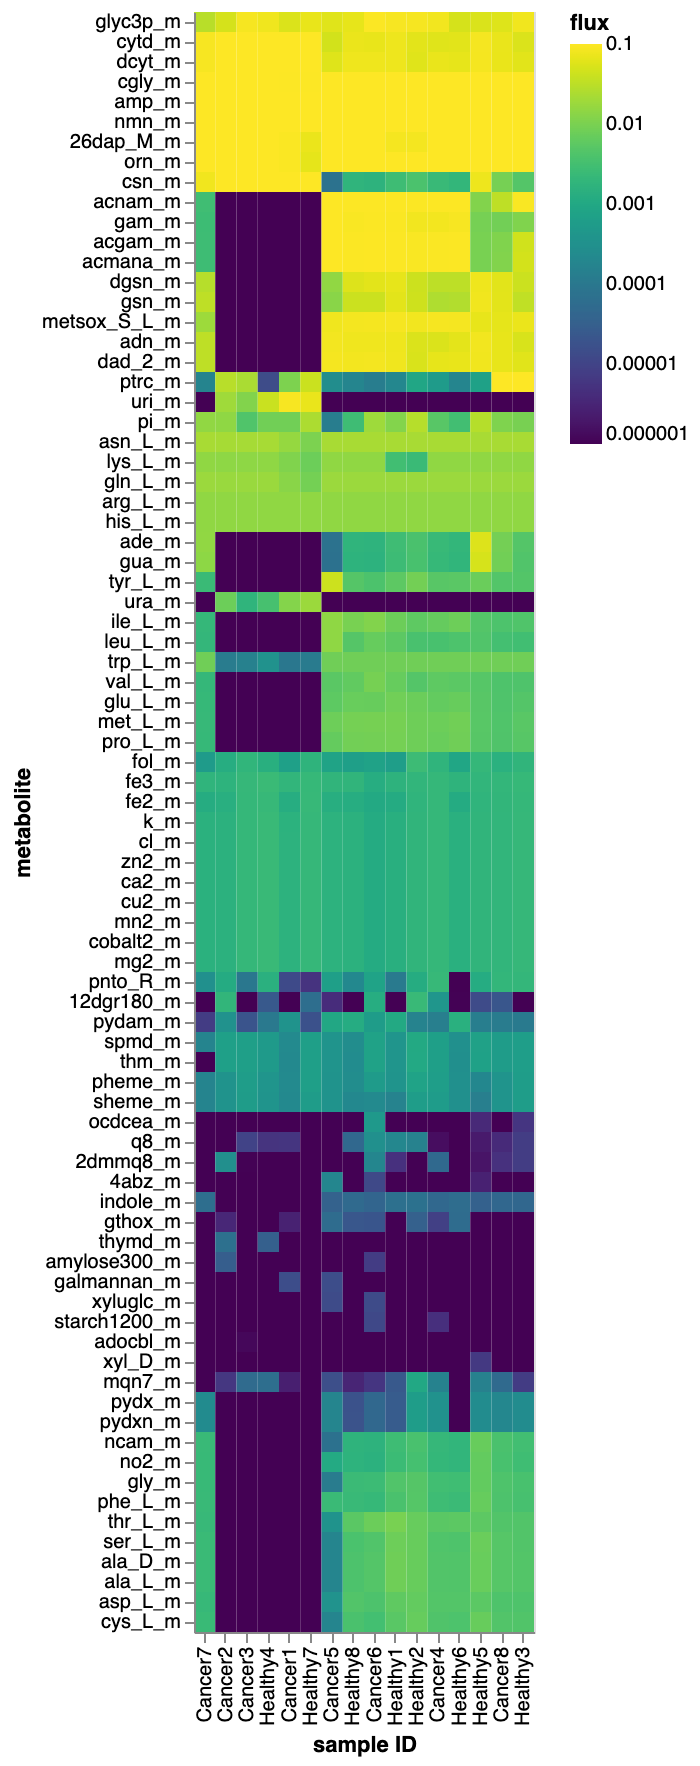 flux
0.1
0.01
0.001
0.0001
0.00001
0.000001
metabolite
glyc3p_m
cytd_m
dcyt_m
cgly_m
amp_m
nmn_m
26dap_M_m
orn_m
csn_m
acnam_m
gam_m
acgam_m
acmana_m
dgsn_m
gsn_m
metsox_S_L_m
adn_m
dad_2_m
ptrc_m
uri_m
pi_m
asn_L_m
lys_L_m
gln_L_m
arg_L_m
his_L_m
ade_m
gua_m
tyr_L_m
ura_m
ile_L_m
leu_L_m
trp_L_m
val_L_m
glu_L_m
met_L_m
pro_L_m
fol_m
fe3_m
fe2_m
k_m
cl_m
zn2_m
ca2_m
cu2_m
mn2_m
cobalt2_m
mg2_m
pnto_R_m
12dgr180_m
pydam_m
spmd_m
thm_m
pheme_m
sheme_m
ocdcea_m
q8_m
2dmmq8_m
4abz_m
indole_m
gthox_m
thymd_m
amylose300_m
galmannan_m
xyluglc_m
starch1200_m
adocbl_m
xyl_D_m
mqn7_m
pydx_m
pydxn_m
ncam_m
no2_m
gly_m
phe_L_m
thr_L_m
ser_L_m
ala_D_m
ala_L_m
asp_L_m
cys_L_m
Cancer7
Cancer2
Cancer3
Healthy4
Cancer1
Healthy7
Cancer5
Healthy8
Cancer6
Healthy1
Healthy2
Cancer4
Healthy6
Healthy5
Cancer8
Healthy3
sample ID